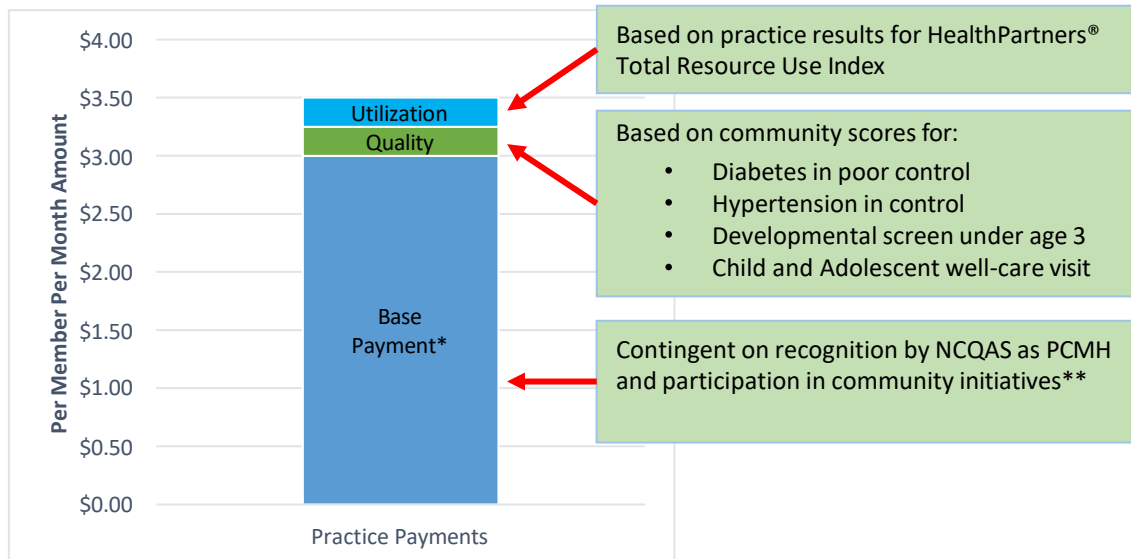 Per Member Per Month Amount
$4.00
$3.50
$3.00
$2.50
$2.00
$1.50
$1.00
$0.50
$0.00
Utilization
Quality
Base
Payment*
Practice Payments
Based on practice results for HealthPartners®
Total Resource Use Index
Based on community scores for:
• Diabetes in poor control
• Hypertension in control
• Developmental screen under age 3
• Child and Adolescent well-care visit
Contingent on recognition by NCQAS as PCMH
and participation in community initiatives**